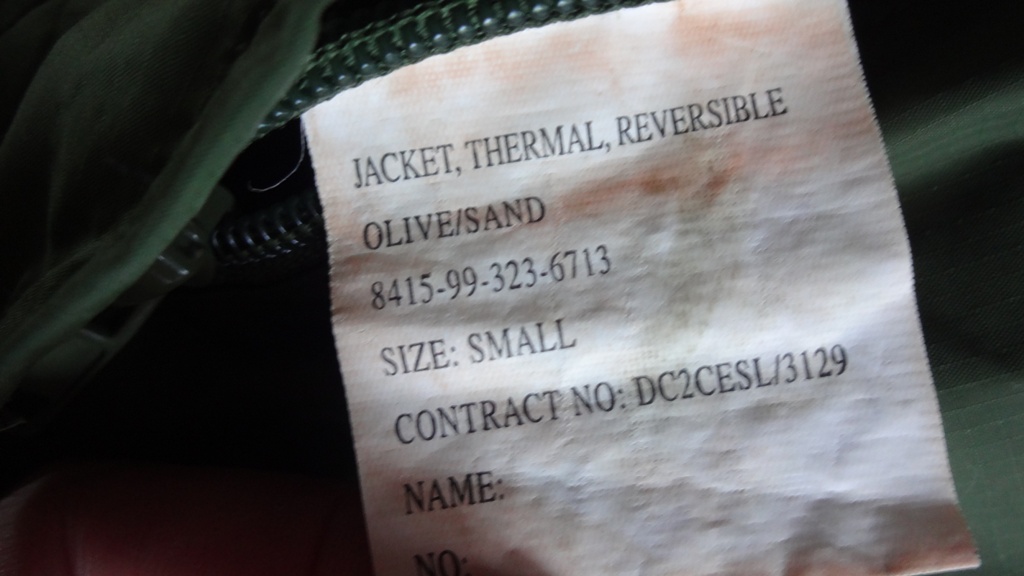 JACKET, THERMAL, REVERSIBLE
OLIVE/SAND
8415-99-323-6713
SIZE: SMALL
CONTRACT NO: DC2CESL/3129
NAME:
NO: